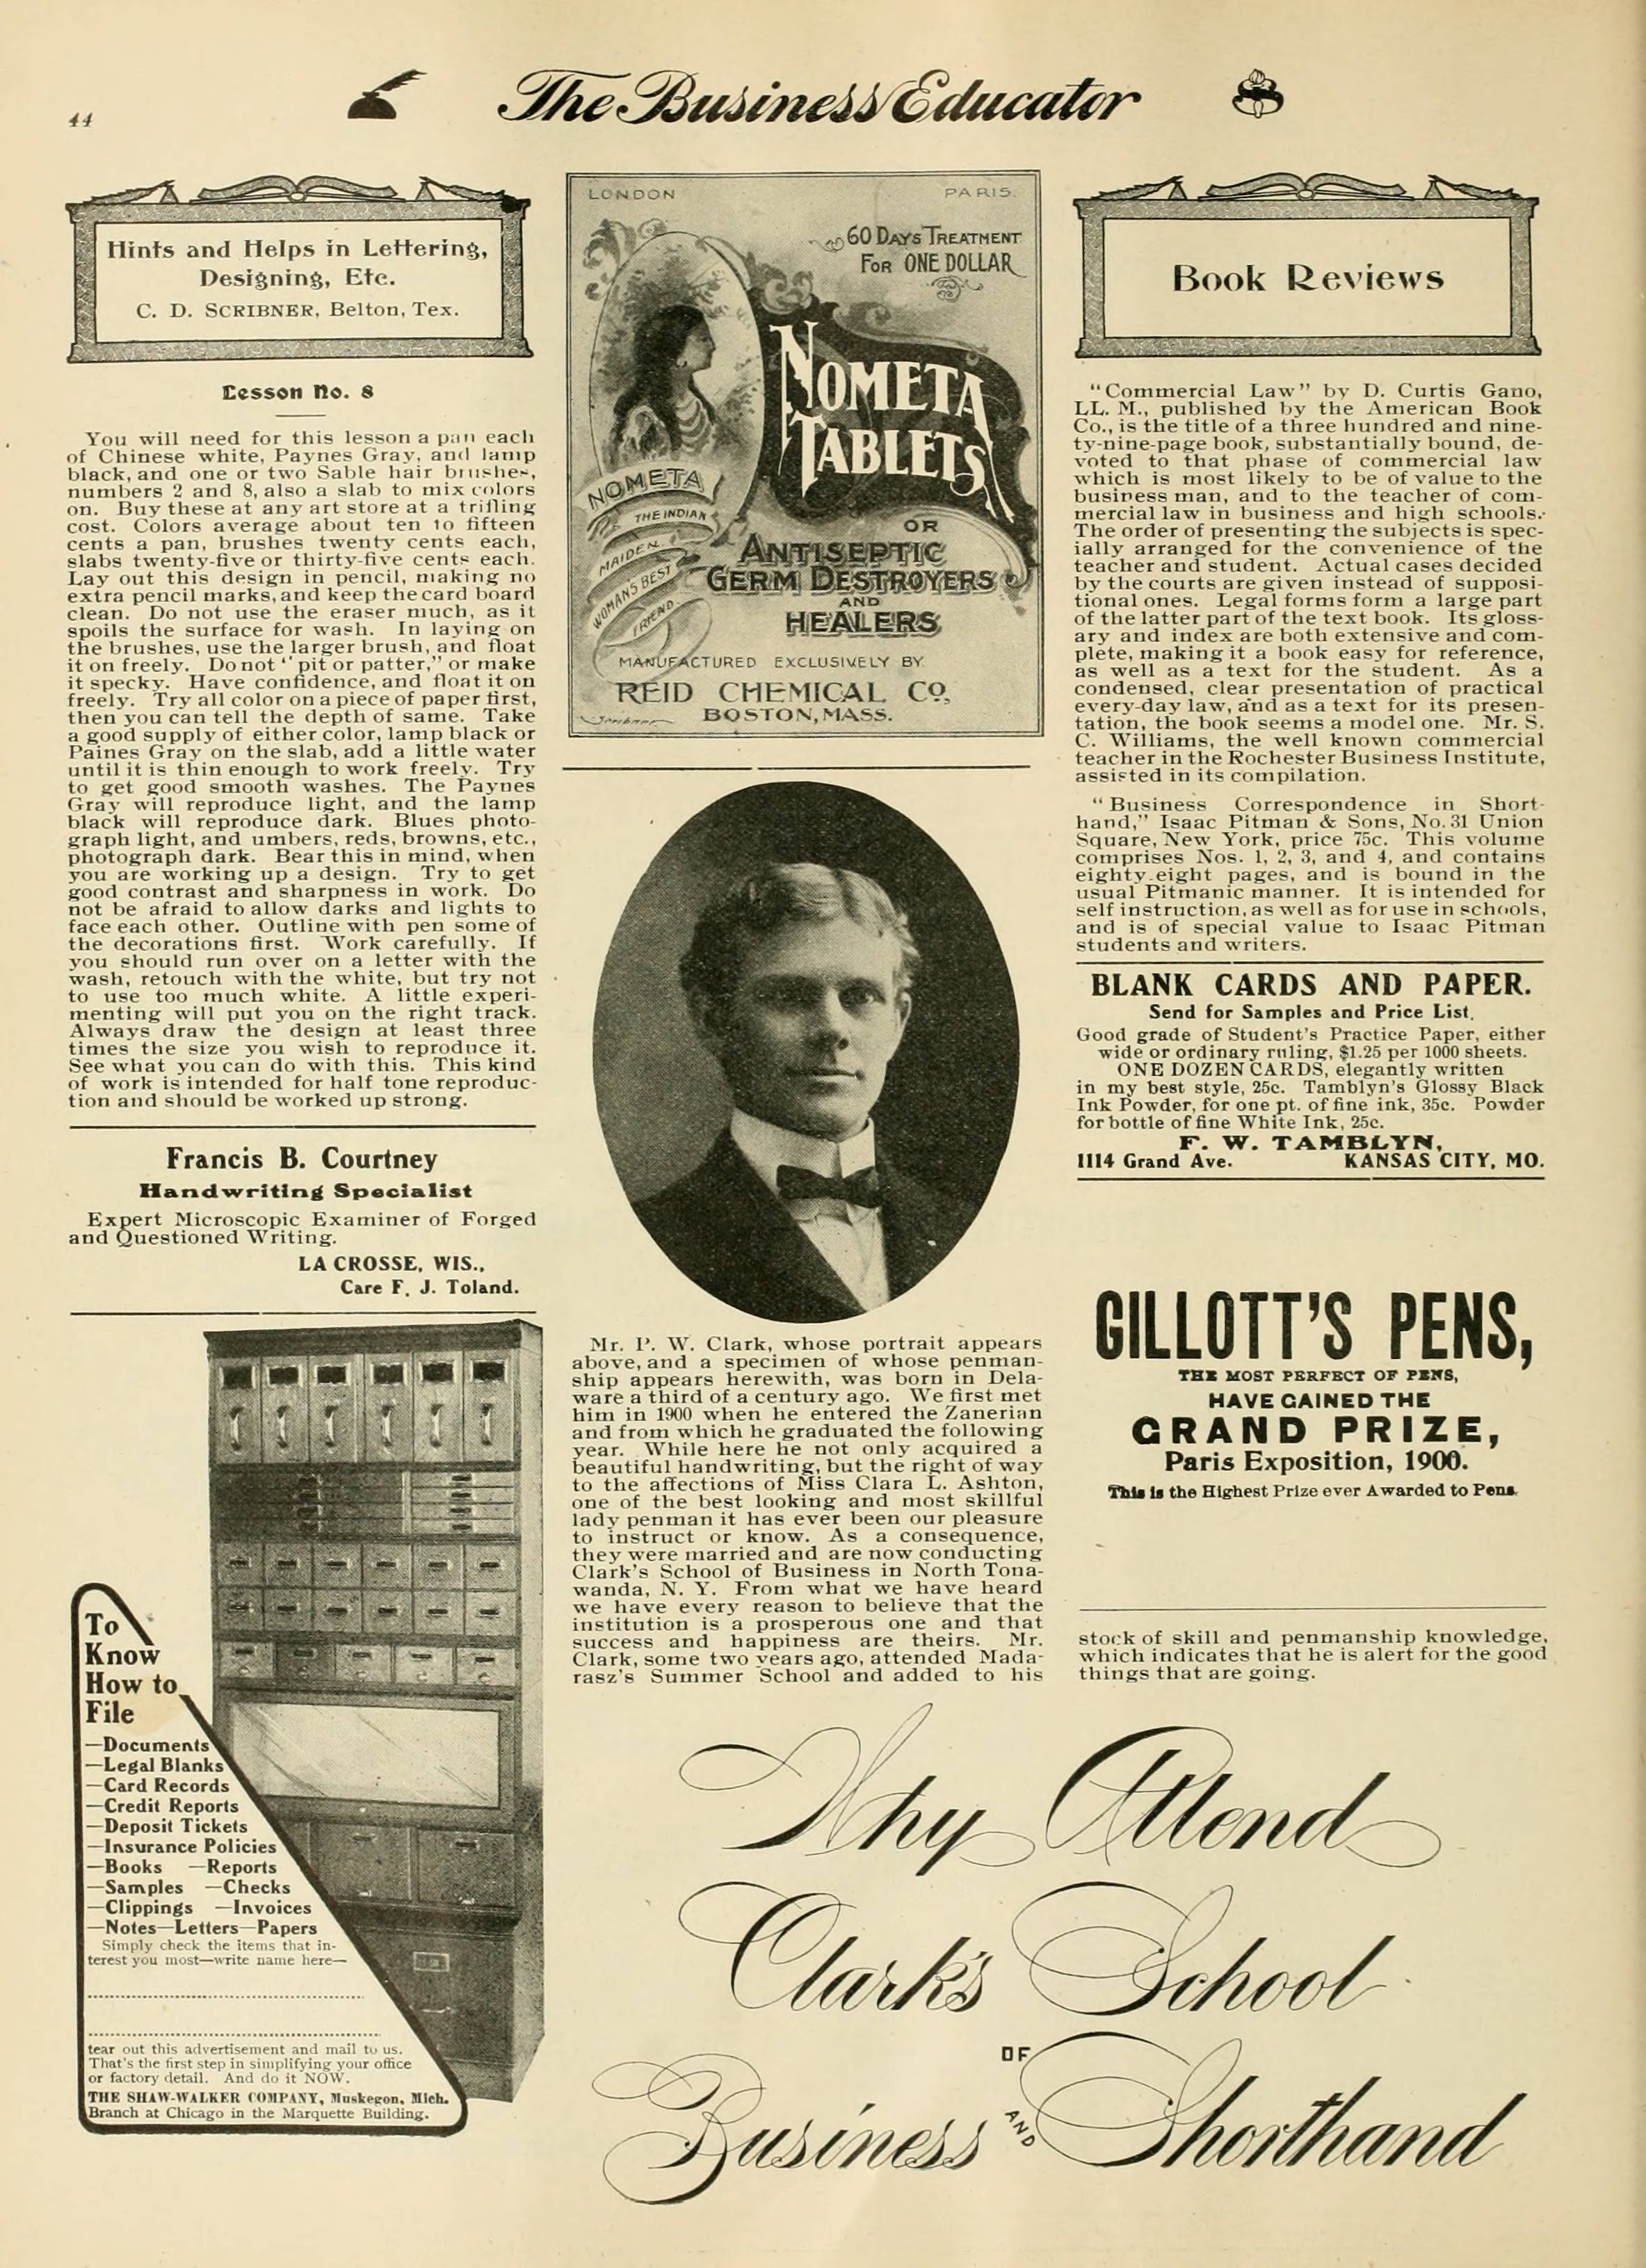 44
The Business Educator
Hints and Helps in Lettering,
Designing, Etc.
C. D. SCRIBNER, Belton, Tex.
Lesson No. 8
You will need for this lesson a pan each
of Chinese white, Paynes Gray, and lamp
black, and one or two Sable hair brushes,
numbers 2 and 8, also a slab to mix colors
on. Buy these at any art store at a trifling
cost. Colors average about ten to fifteen
cents a pan, brushes twenty cents each,
slabs twenty-five or thirty-five cents each.
Lay out this design in pencil, making no
extra pencil marks, and keep the card board
clean. Do not use the eraser much, as it
spoils the surface for wash. In laying on
the brushes, use the larger brush, and float
it on freely. Do not "pit or patter," or make
it specky. Have confidence, and float it on
freely. Try all color on a piece of paper first,
then you can tell the depth of same. Take
a good supply of either color, lamp black or
Paines Gray on the slab, add a little water
until it is thin enough to work freely. Try
to get good smooth washes. The Paynes
Gray will reproduce light, and the lamp
black will reproduce dark. Blues photo-
graph light, and umbers, reds, browns, etc.,
photograph dark. Bear this in mind, when
you are working up a design. Try to get
good contrast and sharpness in work. Do
not be afraid to allow darks and lights to
face each other. Outline with pen some of
the decorations first. Work carefully. If
you should run over on a letter with the
wash, retouch with the white, but try not
to use too much white. A little experi-
menting will put you on the right track.
Always draw the design at least three
times the size you wish to reproduce it.
See what you can do with this. This kind
of work is intended for half tone reproduc-
tion and should be worked up strong.
Francis B. Courtney
Handwriting Specialist
Expert Microscopic Examiner of Forged
and Questioned Writing.
LA CROSSE, WIS.,
Care F. J. Toland.
To
Know
How to
File
—Documents
—Legal Blanks
—Card Records
—Credit Reports
—Deposit Tickets
—Insurance Policies
—Books —Reports
—Samples —Checks
—Clippings —Invoices
—Notes—Letters—Papers
Simply check the items that in-
terest you most—write name here—
tear out this advertisement and mail to us.
That's the first step in simplifying your office
or factory detail. And do it NOW.
THE SHAW-WALKER COMPANY, Muskegon, Mich.
Branch at Chicago in the Marquette Building.
LONDON PARIS.
60 DAYS TREATMENT
FOR ONE DOLLAR
NOMETA
TABLETS
NOMETA
THE INDIAN
MAIDEN.
WOMAN'S BEST
FRIEND.
OR
ANTISEPTIC
GERM DESTROYERS
AND
HEALERS
MANUFACTURED EXCLUSIVELY BY
REID CHEMICAL CO.,
BOSTON, MASS.
Scribner
Mr. P. W. Clark, whose portrait appears
above, and a specimen of whose penman-
ship appears herewith, was born in Dela-
ware a third of a century ago. We first met
him in 1900 when he entered the Zanerian
and from which he graduated the following
year. While here he not only acquired a
beautiful handwriting, but the right of way
to the affections of Miss Clara L. Ashton,
one of the best looking and most skillful
lady penman it has ever been our pleasure
to instruct or know. As a consequence,
they were married and are now conducting
Clark's School of Business in North Tona-
wanda, N. Y. From what we have heard
we have every reason to believe that the
institution is a prosperous one and that
success and happiness are theirs. Mr.
Clark, some two years ago, attended Mada-
rasz's Summer School and added to his
Book Reviews
"Commercial Law" by D. Curtis Gano,
LL. M., published by the American Book
Co., is the title of a three hundred and nine-
ty-nine-page book, substantially bound, de-
voted to that phase of commercial law
which is most likely to be of value to the
business man, and to the teacher of com-
mercial law in business and high schools.
The order of presenting the subjects is spec-
ially arranged for the convenience of the
teacher and student. Actual cases decided
by the courts are given instead of supposi-
tional ones. Legal forms form a large part
of the latter part of the text book. Its gloss-
ary and index are both extensive and com-
plete, making it a book easy for reference,
as well as a text for the student. As a
condensed, clear presentation of practical
every-day law, and as a text for its presen-
tation, the book seems a model one. Mr. S.
C. Williams, the well known commercial
teacher in the Rochester Business Institute,
assisted in its compilation.
"Business Correspondence in Short-
hand," Isaac Pitman & Sons, No. 31 Union
Square, New York, price 75c. This volume
comprises Nos. 1, 2, 3, and 4, and contains
eighty-eight pages, and is bound in the
usual Pitmanic manner. It is intended for
self instruction, as well as for use in schools,
and is of special value to Isaac Pitman
students and writers.
BLANK CARDS AND PAPER.
Send for Samples and Price List.
Good grade of Student's Practice Paper, either
wide or ordinary ruling, $1.25 per 1000 sheets.
ONE DOZEN CARDS, elegantly written
in my best style, 25c. Tamblyn's Glossy Black
Ink Powder, for one pt. of fine ink, 35c. Powder
for bottle of fine White Ink, 25c.
F. W. TAMBLYN,
1114 Grand Ave. KANSAS CITY, MO.
GILLOTT'S PENS,
THE MOST PERFECT OF PENS,
HAVE GAINED THE
GRAND PRIZE,
Paris Exposition, 1900.
This is the Highest Prize ever Awarded to Pens.
stock of skill and penmanship knowledge,
which indicates that he is alert for the good
things that are going.
Why Attend
Clark's School
OF
Business AND Shorthand